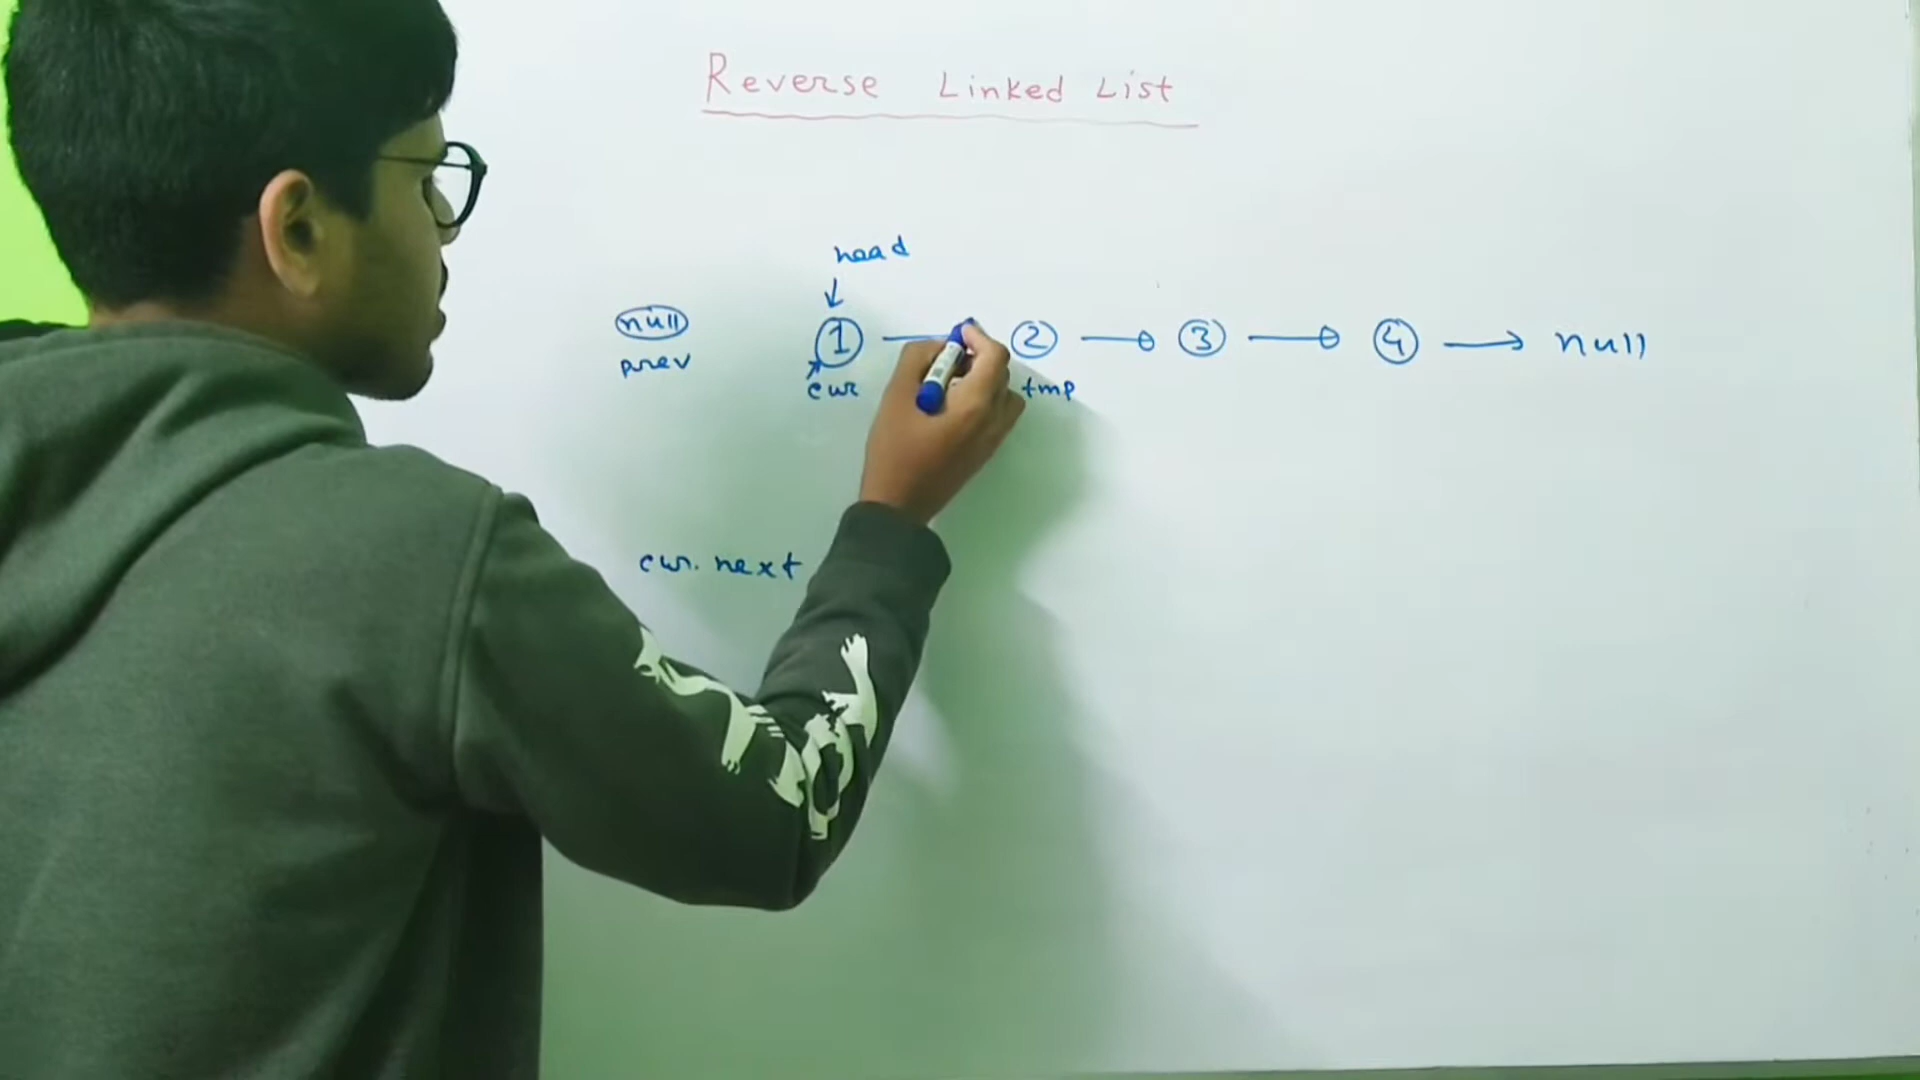 Reverse Linked List
head
null 1 2 3 4 null
prev cur tmp
cur. next